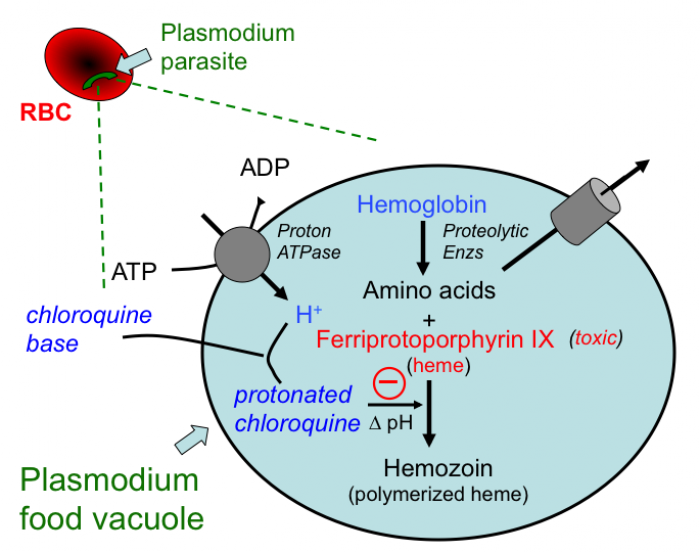 Plasmodium
parasite
RBC
ADP
Hemoglobin
Proton
ATPase
Proteolytic
Enzs
ATP
Amino acids
chloroquine
base
H⁺
+
Ferriprotoporphyrin IX (toxic)
(heme)
−
protonated
chloroquine
Δ pH
Plasmodium
food vacuole
Hemozoin
(polymerized heme)